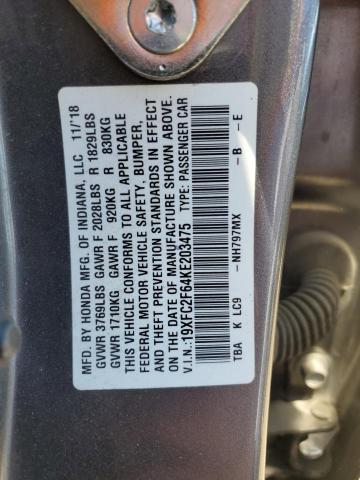 MFD. BY HONDA MFG. OF INDIANA, LLC 11/'18
GVWR 3769LBS GAWR F 2028LBS R 1829LBS
GVWR 1710KG GAWR F 920KG R 830KG
THIS VEHICLE CONFORMS TO ALL APPLICABLE
FEDERAL MOTOR VEHICLE SAFETY, BUMPER,
AND THEFT PREVENTION STANDARDS IN EFFECT
ON THE DATE OF MANUFACTURE SHOWN ABOVE.
V.I.N.:19XFC2F64KE203475 TYPE: PASSENGER CAR
-NH797MX -B -E
TBA K LC9